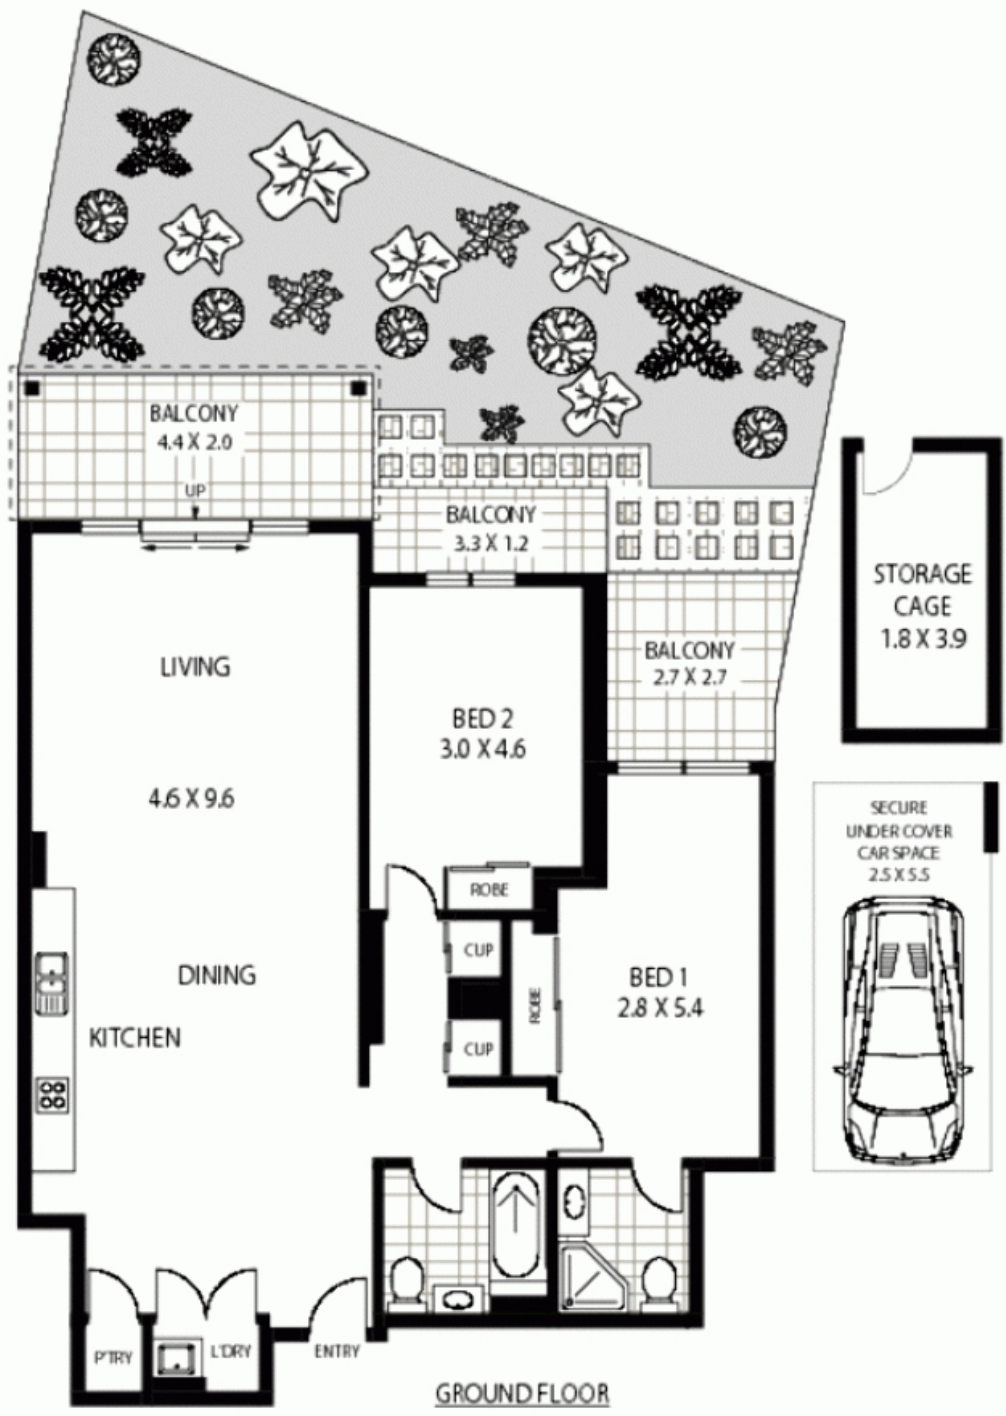 BALCONY
4.4 X 2.0
UP
BALCONY
3.3 X 1.2
BALCONY
2.7 X 2.7
STORAGE
CAGE
1.8 X 3.9
LIVING
4.6 X 9.6
BED 2
3.0 X 4.6
SECURE
UNDER COVER
CAR SPACE
2.5 X 5.5
ROBE
CUP
DINING
KITCHEN
ROBE
BED 1
2.8 X 5.4
CUP
P'TRY
L'DRY
ENTRY
GROUND FLOOR